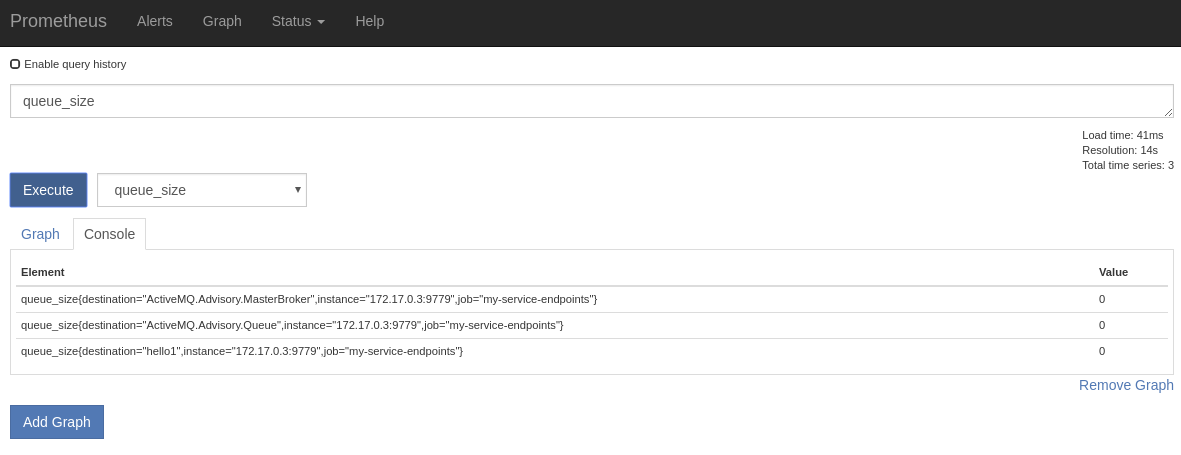 Prometheus Alerts Graph Status Help
Enable query history
queue_size
Load time: 41ms
Resolution: 14s
Total time series: 3
Execute queue_size
Graph Console
Element Value
queue_size{destination="ActiveMQ.Advisory.MasterBroker",instance="172.17.0.3:9779",job="my-service-endpoints"} 0
queue_size{destination="ActiveMQ.Advisory.Queue",instance="172.17.0.3:9779",job="my-service-endpoints"} 0
queue_size{destination="hello1",instance="172.17.0.3:9779",job="my-service-endpoints"} 0
Remove Graph
Add Graph